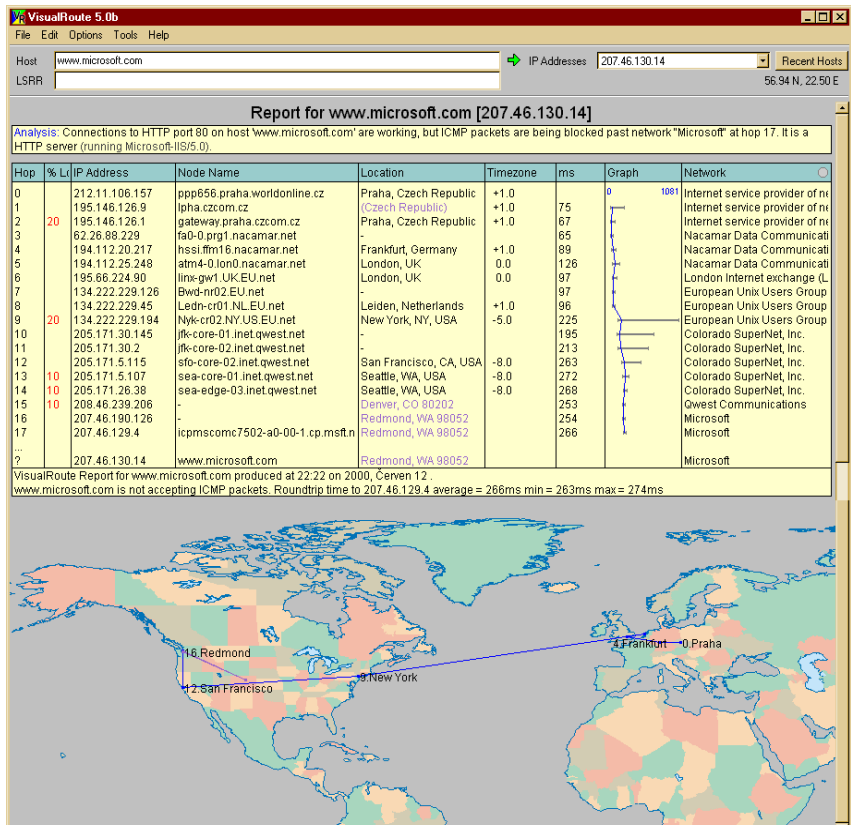 VisualRoute 5.0b
File Edit Options Tools Help
Host www.microsoft.com IP Addresses 207.46.130.14 Recent Hosts
LSRR 56.94 N, 22.50 E
Report for www.microsoft.com [207.46.130.14]
Analysis: Connections to HTTP port 80 on host 'www.microsoft.com' are working, but ICMP packets are being blocked past network "Microsoft" at hop 17. It is a
HTTP server (running Microsoft-IIS/5.0).
Hop % Lo IP Address Node Name Location Timezone ms Graph Network
0 212.11.106.157 ppp656.praha.worldonline.cz Praha, Czech Republic +1.0 0 1081 Internet service provider of ne
1 195.146.126.9 lpha.czcom.cz (Czech Republic) 75 Internet service provider of ne
2 20 195.146.126.1 gateway.praha.czcom.cz Praha, Czech Republic +1.0 67 Internet service provider of ne
3 62.26.88.229 fa0-0.prg1.nacamar.net - 65 Nacamar Data Communicati
4 194.112.20.217 hssi.ffm16.nacamar.net Frankfurt, Germany +1.0 89 Nacamar Data Communicati
5 194.112.25.248 atm4-0.lon0.nacamar.net London, UK 0.0 126 Nacamar Data Communicati
6 195.66.224.90 linx-gw1.UK.EU.net London, UK 0.0 97 London Internet exchange (L
7 134.222.229.126 Bwd-nr02.EU.net - 97 European Unix Users Group
8 134.222.229.45 Ledn-cr01.NL.EU.net Leiden, Netherlands +1.0 96 European Unix Users Group
9 20 134.222.229.194 Nyk-cr02.NY.US.EU.net New York, NY, USA -5.0 225 European Unix Users Group
10 205.171.30.145 jfk-core-01.inet.qwest.net - 195 Colorado SuperNet, Inc.
11 205.171.30.2 jfk-core-02.inet.qwest.net - 213 Colorado SuperNet, Inc.
12 205.171.5.115 sfo-core-02.inet.qwest.net San Francisco, CA, USA -8.0 263 Colorado SuperNet, Inc.
13 10 205.171.5.107 sea-core-01.inet.qwest.net Seattle, WA, USA -8.0 272 Colorado SuperNet, Inc.
14 10 205.171.26.38 sea-edge-03.inet.qwest.net Seattle, WA, USA -8.0 268 Colorado SuperNet, Inc.
15 10 208.46.239.206 - Denver, CO 80202 253 Qwest Communications
16 207.46.190.126 - Redmond, WA 98052 254 Microsoft
17 207.46.129.4 icpmscomc7502-a0-00-1.cp.msft.n Redmond, WA 98052 266 Microsoft
...
? 207.46.130.14 www.microsoft.com Redmond, WA 98052 Microsoft
VisualRoute Report for www.microsoft.com produced at 22:22 on 2000, Červen 12 .
www.microsoft.com is not accepting ICMP packets. Roundtrip time to 207.46.129.4 average = 266ms min = 263ms max = 274ms
4.Frankfurt 0.Praha
16.Redmond
9.New York
12.San Francisco